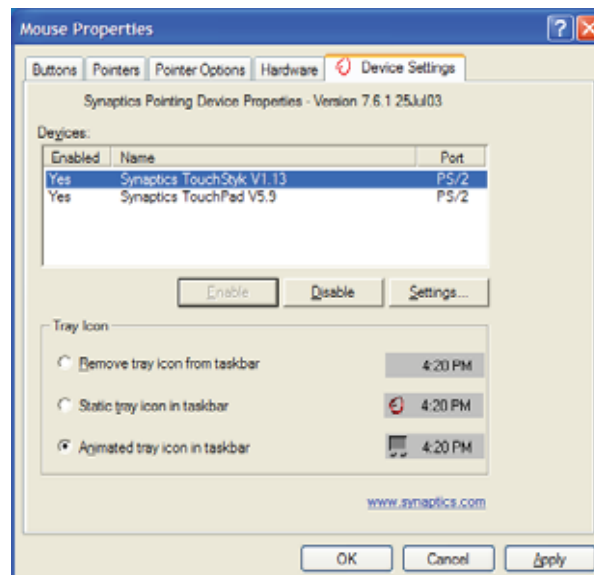 Mouse Properties
Buttons Pointers Pointer Options Hardware Device Settings
Synaptics Pointing Device Properties - Version 7.6.1 25Jul03
Devices:
Enabled Name Port
Yes Synaptics TouchStyk V1.13 PS/2
Yes Synaptics TouchPad V5.9 PS/2
Enable Disable Settings...
Tray Icon
Remove tray icon from taskbar 4:20 PM
Static tray icon in taskbar 4:20 PM
Animated tray icon in taskbar 4:20 PM
www.synaptics.com
OK Cancel Apply